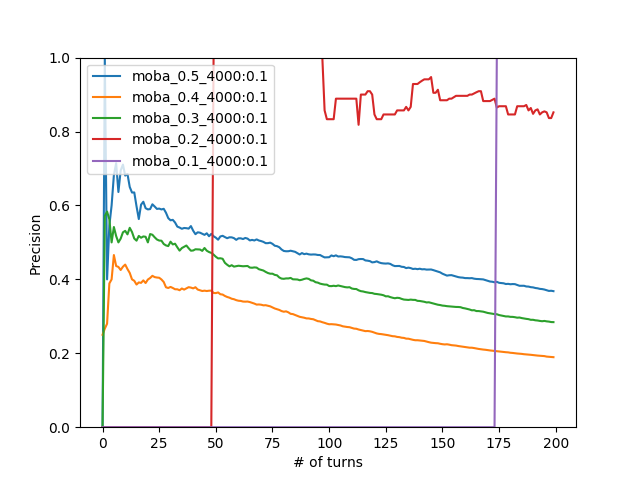 1.0
0.8
0.6
0.4
0.2
0.0
Precision
moba_0.5_4000:0.1
moba_0.4_4000:0.1
moba_0.3_4000:0.1
moba_0.2_4000:0.1
moba_0.1_4000:0.1
0 25 50 75 100 125 150 175 200
# of turns